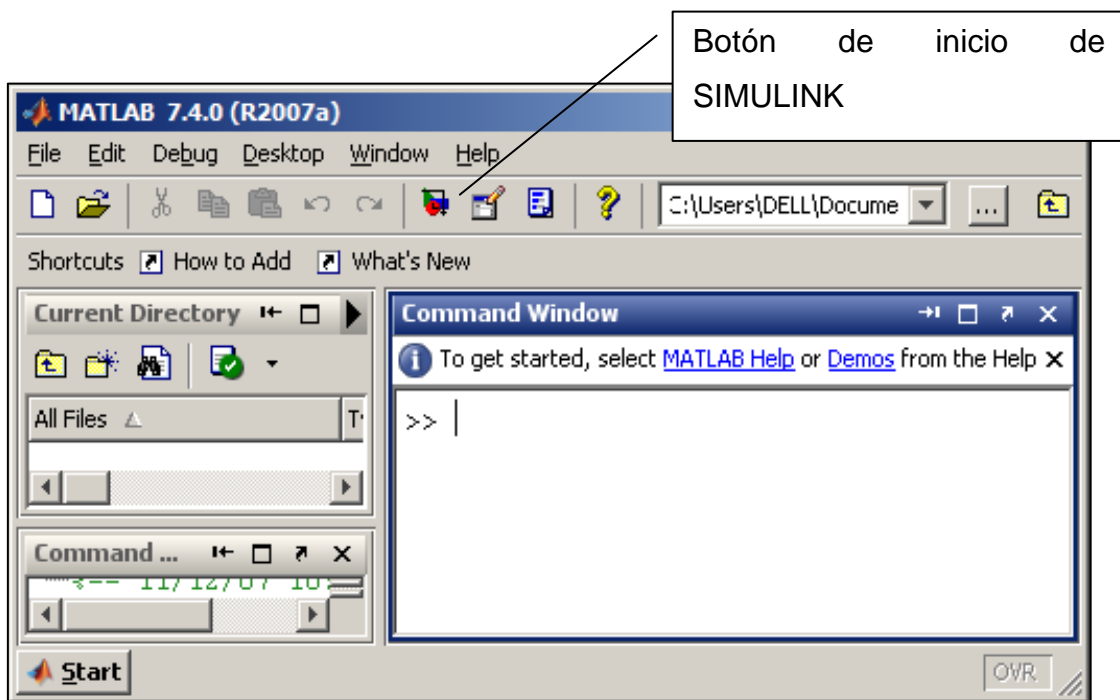 Botón de inicio de
SIMULINK
MATLAB 7.4.0 (R2007a)
File Edit Debug Desktop Window Help
C:\Users\DELL\Docume ...
Shortcuts How to Add What's New
Current Directory
Command Window
To get started, select MATLAB Help or Demos from the Help
All Files
>>
Command ...
Start
OVR